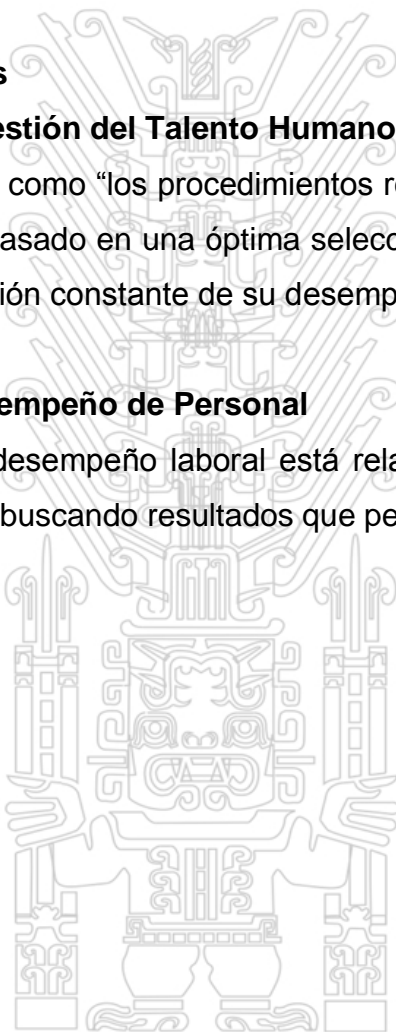 s
estión del Talento Humano
como “los procedimientos r
asado en una óptima selec
ión constante de su desemp
empeño de Personal
desempeño laboral está rela
buscando resultados que pe